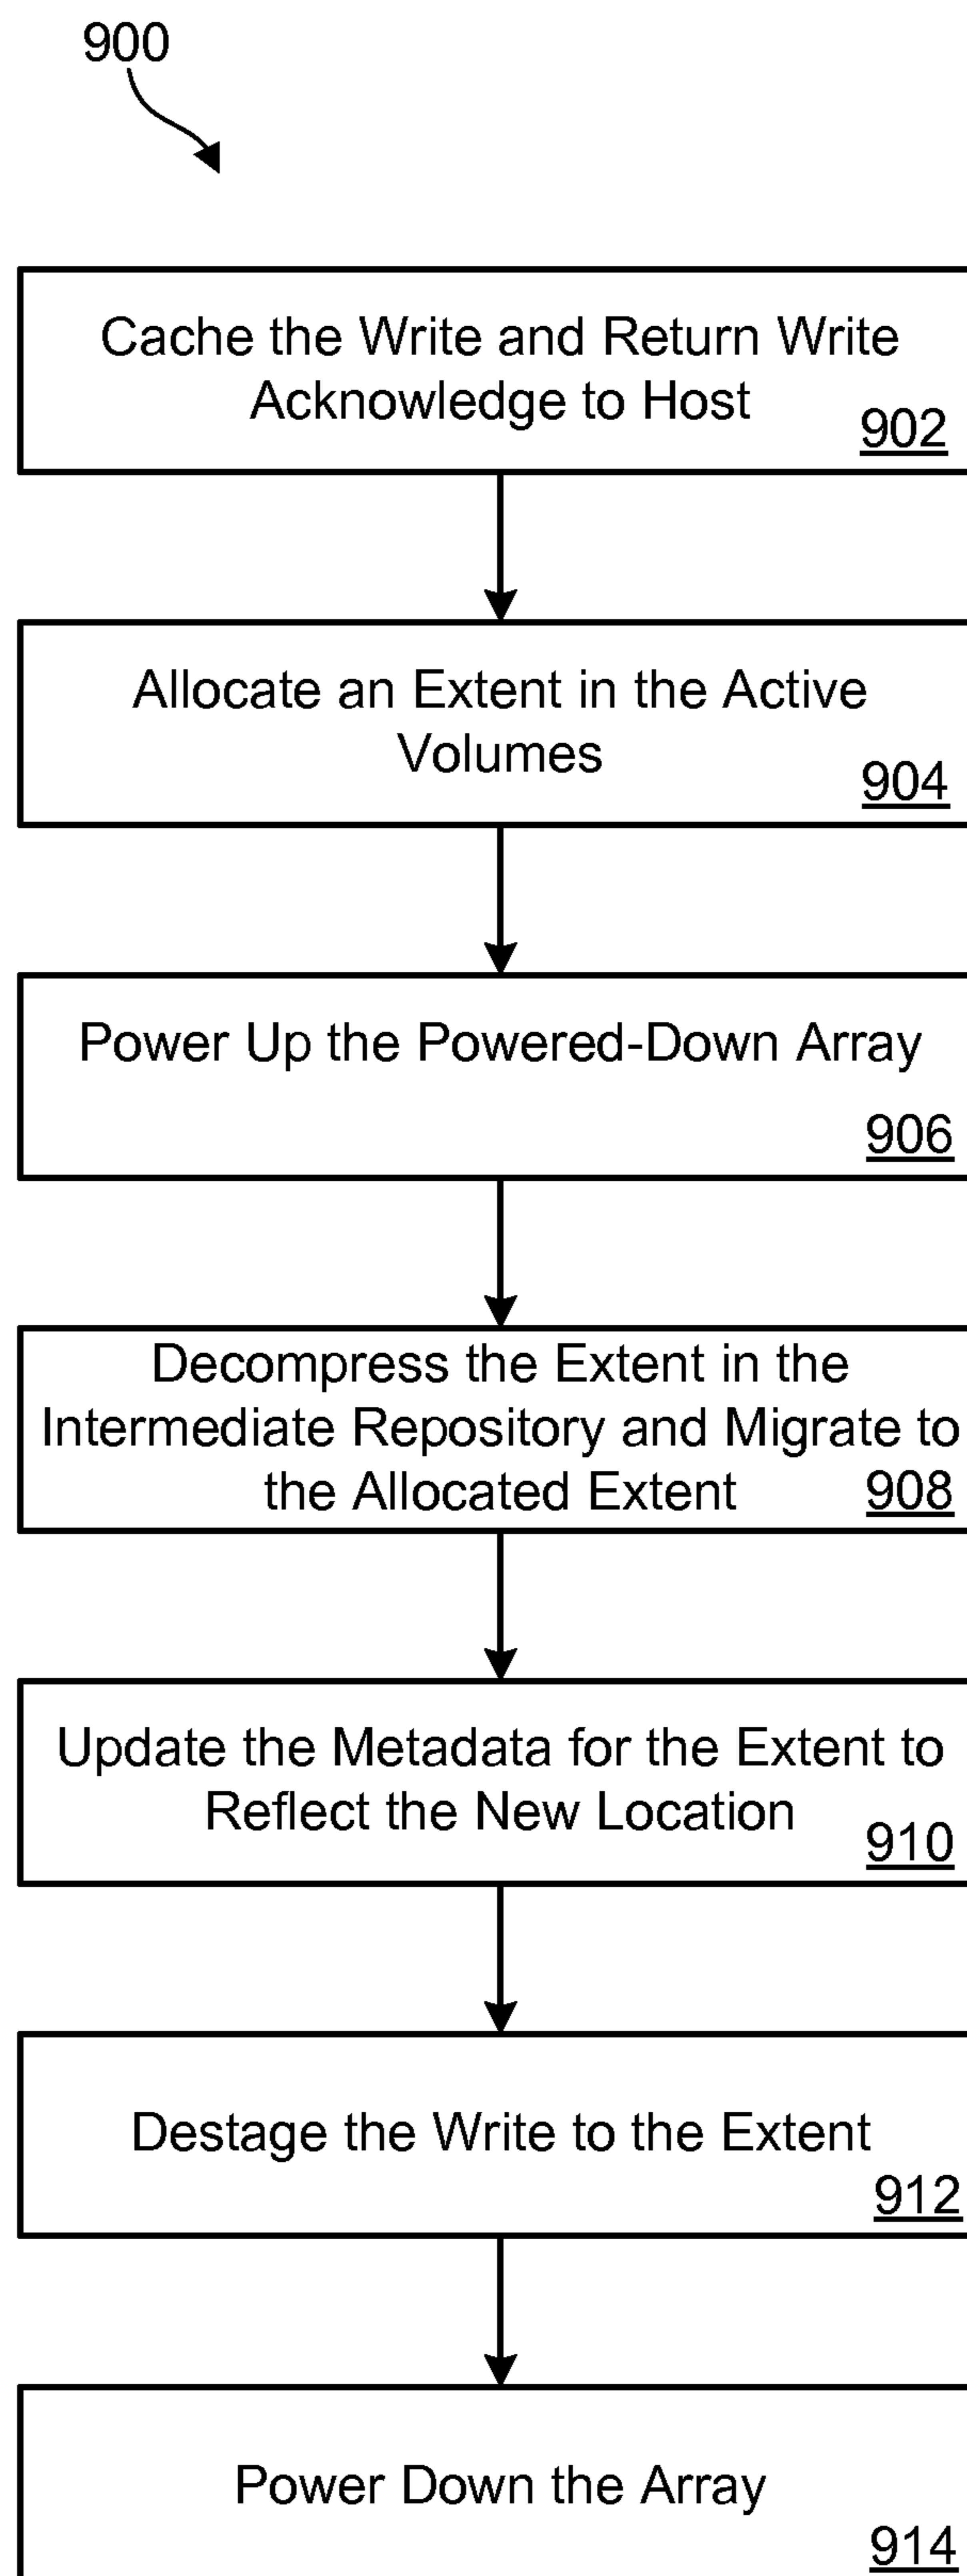 900
Cache the Write and Return Write
Acknowledge to Host
902
Allocate an Extent in the Active
Volumes
904
Power Up the Powered-Down Array
906
Decompress the Extent in the
Intermediate Repository and Migrate to
the Allocated Extent
908
Update the Metadata for the Extent to
Reflect the New Location
910
Destage the Write to the Extent
912
Power Down the Array
914